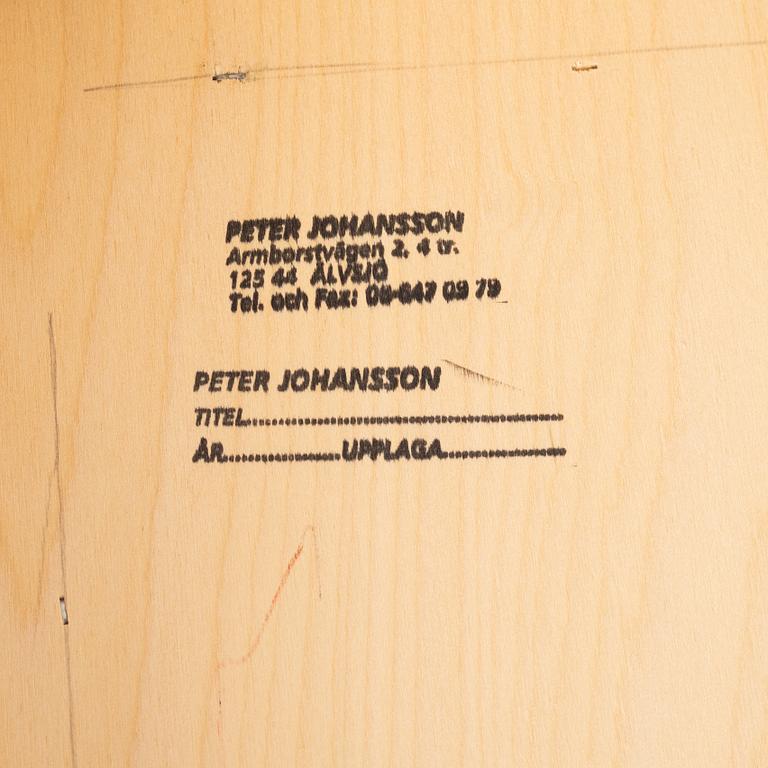 PETER JOHANSSON
Armborstvägen 2, 4 tr.
125 44 ÄLVSJÖ
Tel. och Fax: 08-647 09 79
PETER JOHANSSON
TITEL........................................
ÅR....................UPPLAGA....................